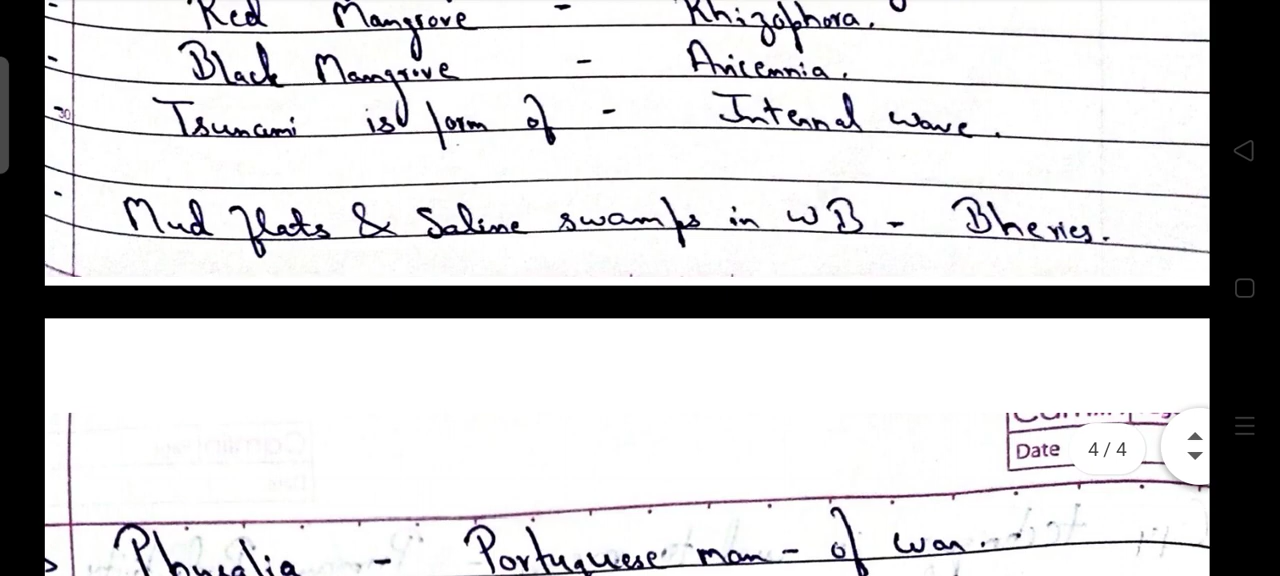 Red Mangrove - Rhizophora.
- Black Mangrove - Avicennia.
30 Tsunami is form of - Internal wave.
- Mud flats & Saline swamps in WB - Bheries.
Date 4/4
Physalia - Portuguese man-of war.